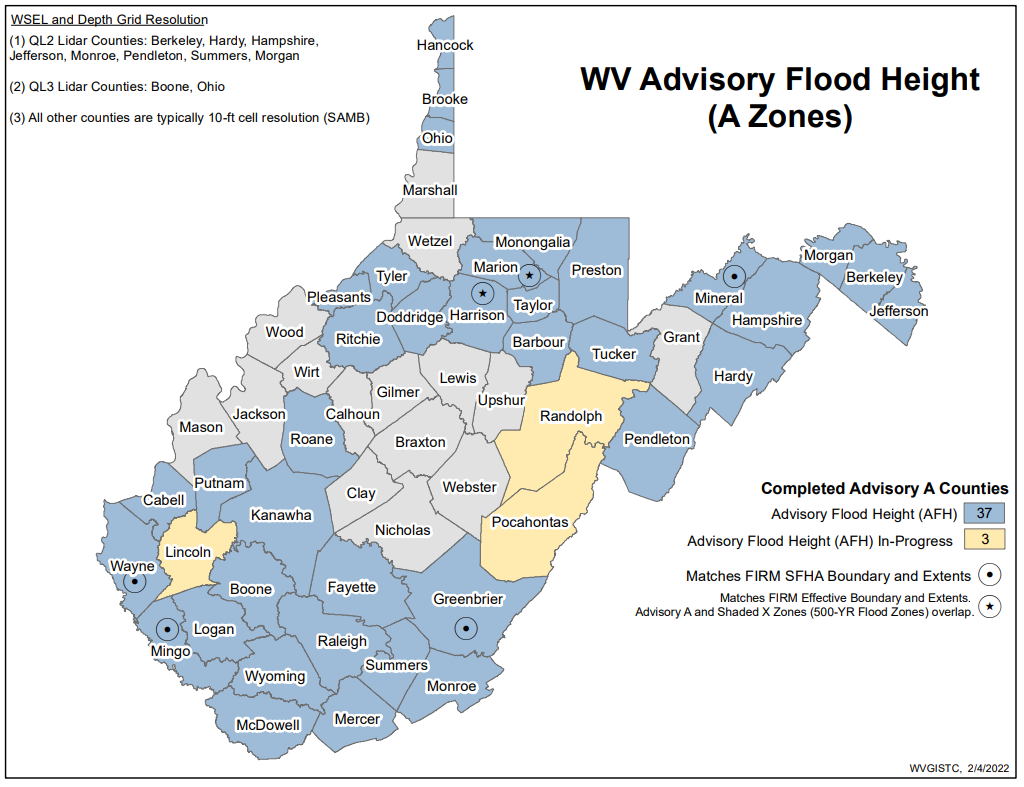 WSEL and Depth Grid Resolution
(1) QL2 Lidar Counties: Berkeley, Hardy, Hampshire,
Jefferson, Monroe, Pendleton, Summers, Morgan
(2) QL3 Lidar Counties: Boone, Ohio
(3) All other counties are typically 10-ft cell resolution (SAMB)
WV Advisory Flood Height
(A Zones)
Hancock
Brooke
Ohio
Marshall
Wetzel
Monongalia
Marion
Preston
Tyler
Pleasants
Doddridge
Harrison
Taylor
Ritchie
Wood
Barbour
Tucker
Grant
Mineral
Hampshire
Morgan
Berkeley
Jefferson
Hardy
Wirt
Lewis
Gilmer
Upshur
Calhoun
Jackson
Mason
Roane
Braxton
Randolph
Pendleton
Putnam
Cabell
Clay
Webster
Kanawha
Nicholas
Pocahontas
Lincoln
Wayne
Boone
Fayette
Greenbrier
Logan
Mingo
Raleigh
Summers
Wyoming
Monroe
McDowell
Mercer
Completed Advisory A Counties
Advisory Flood Height (AFH) 37
Advisory Flood Height (AFH) In-Progress 3
Matches FIRM SFHA Boundary and Extents
Matches FIRM Effective Boundary and Extents.
Advisory A and Shaded X Zones (500-YR Flood Zones) overlap.
WVGISTC, 2/4/2022